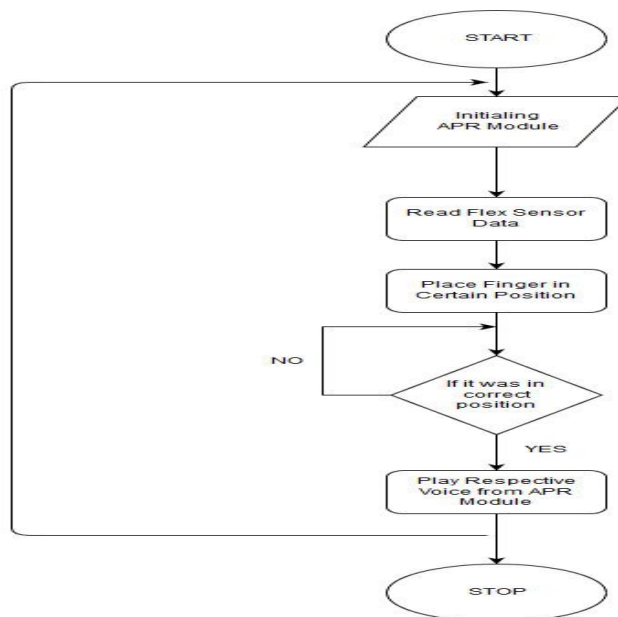 START
Initialing
APR Module
Read Flex Sensor
Data
Place Finger in
Certain Position
NO
If it was in
correct
position
YES
Play Respective
Voice from APR
Module
STOP